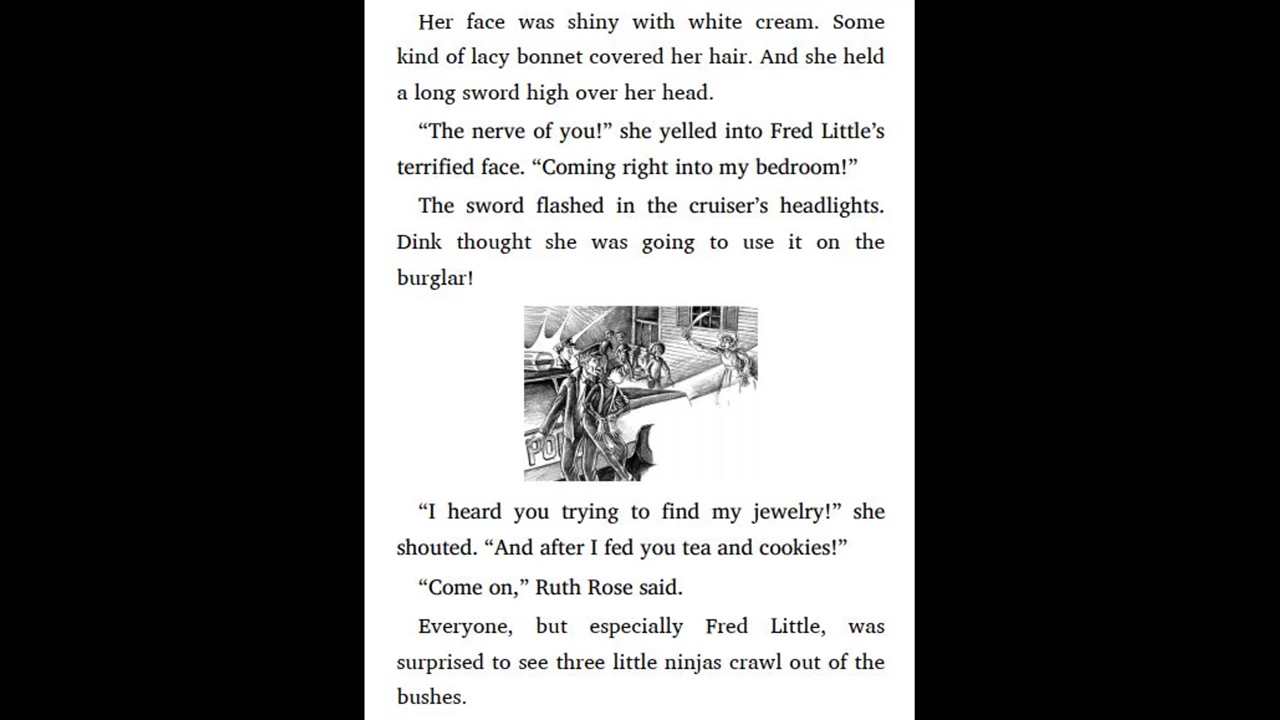 Her face was shiny with white cream. Some
kind of lacy bonnet covered her hair. And she held
a long sword high over her head.
“The nerve of you!” she yelled into Fred Little’s
terrified face. “Coming right into my bedroom!”
The sword flashed in the cruiser’s headlights.
Dink thought she was going to use it on the
burglar!
POL
“I heard you trying to find my jewelry!” she
shouted. “And after I fed you tea and cookies!”
“Come on,” Ruth Rose said.
Everyone, but especially Fred Little, was
surprised to see three little ninjas crawl out of the
bushes.